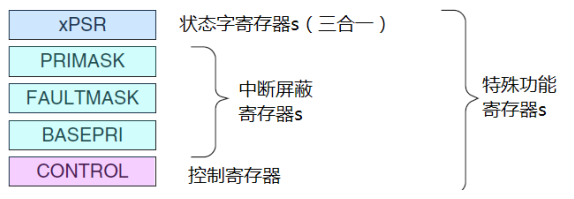 xPSR 状态字寄存器s（三合一）
PRIMASK
FAULTMASK
BASEPRI
CONTROL
中断屏蔽
寄存器s
控制寄存器
特殊功能
寄存器s